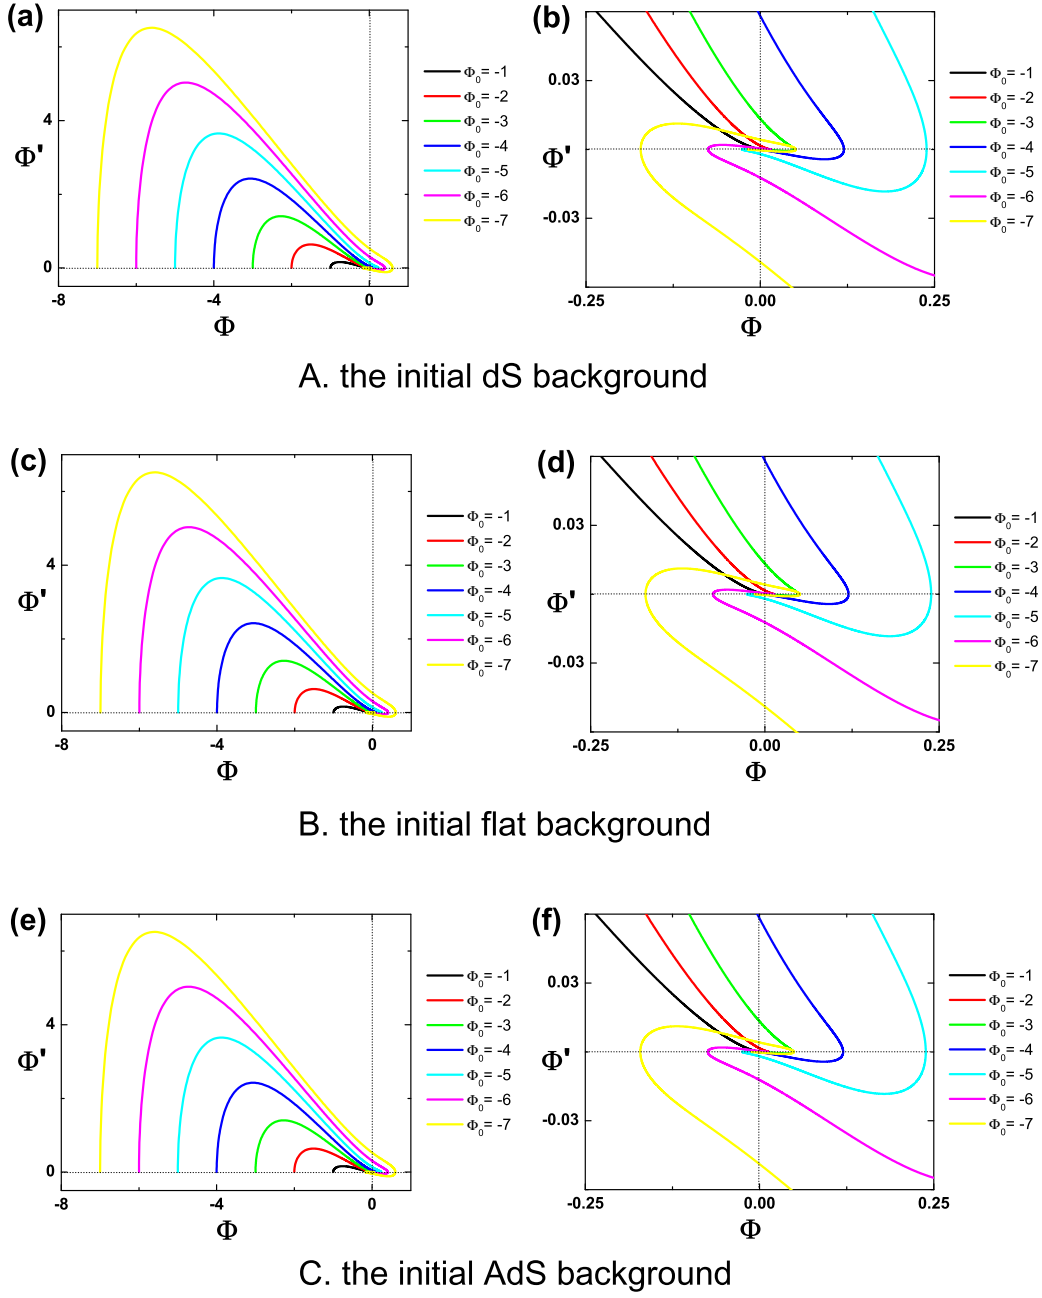 (a)
4
0
Φ'
-8
-4
0
Φ
Φ0= -1
Φ0= -2
Φ0= -3
Φ0= -4
Φ0= -5
Φ0= -6
Φ0= -7
(b)
0.03
-0.03
Φ'
-0.25
0.00
0.25
Φ
Φ0= -1
Φ0= -2
Φ0= -3
Φ0= -4
Φ0= -5
Φ0= -6
Φ0= -7
A. the initial dS background
(c)
4
0
Φ'
-8
-4
0
Φ
Φ0= -1
Φ0= -2
Φ0= -3
Φ0= -4
Φ0= -5
Φ0= -6
Φ0= -7
(d)
0.03
-0.03
Φ'
-0.25
0.00
0.25
Φ
Φ0= -1
Φ0= -2
Φ0= -3
Φ0= -4
Φ0= -5
Φ0= -6
Φ0= -7
B. the initial flat background
(e)
4
0
Φ'
-8
-4
0
Φ
Φ0= -1
Φ0= -2
Φ0= -3
Φ0= -4
Φ0= -5
Φ0= -6
Φ0= -7
(f)
0.03
-0.03
Φ'
-0.25
0.00
0.25
Φ
Φ0= -1
Φ0= -2
Φ0= -3
Φ0= -4
Φ0= -5
Φ0= -6
Φ0= -7
C. the initial AdS background